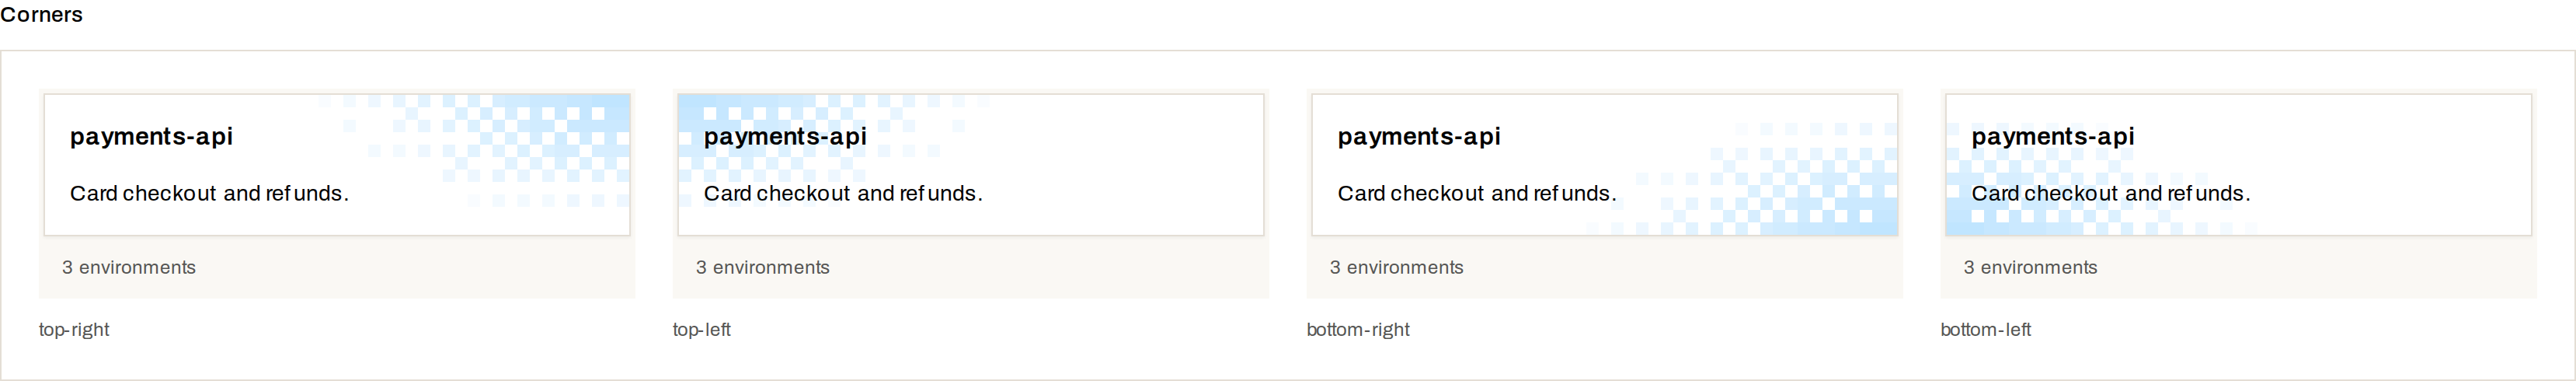 Corners
payments-api
Card checkout and refunds.
3 environments
top-right
payments-api
Card checkout and refunds.
3 environments
top-left
payments-api
Card checkout and refunds.
3 environments
bottom-right
payments-api
Card checkout and refunds.
3 environments
bottom-left